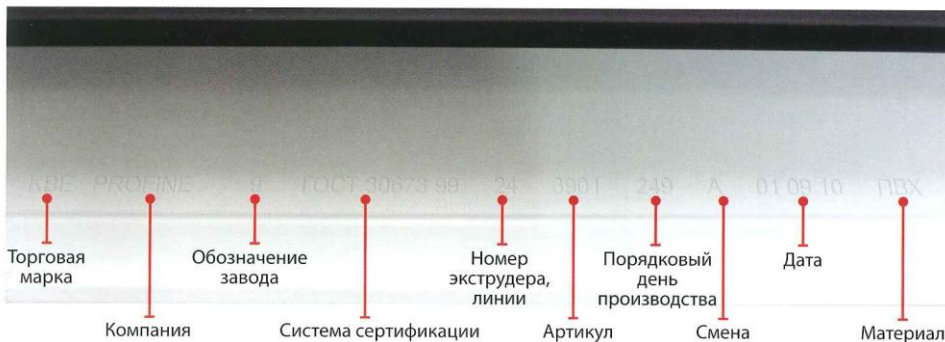 KBE PROFINE 9 ГОСТ 30673 99 24 3901 249 А 01 09 10 ПВХ
Торговая марка
Обозначение завода
Номер экструдера, линии
Порядковый день производства
Дата
Компания
Система сертификации
Артикул
Смена
Материал